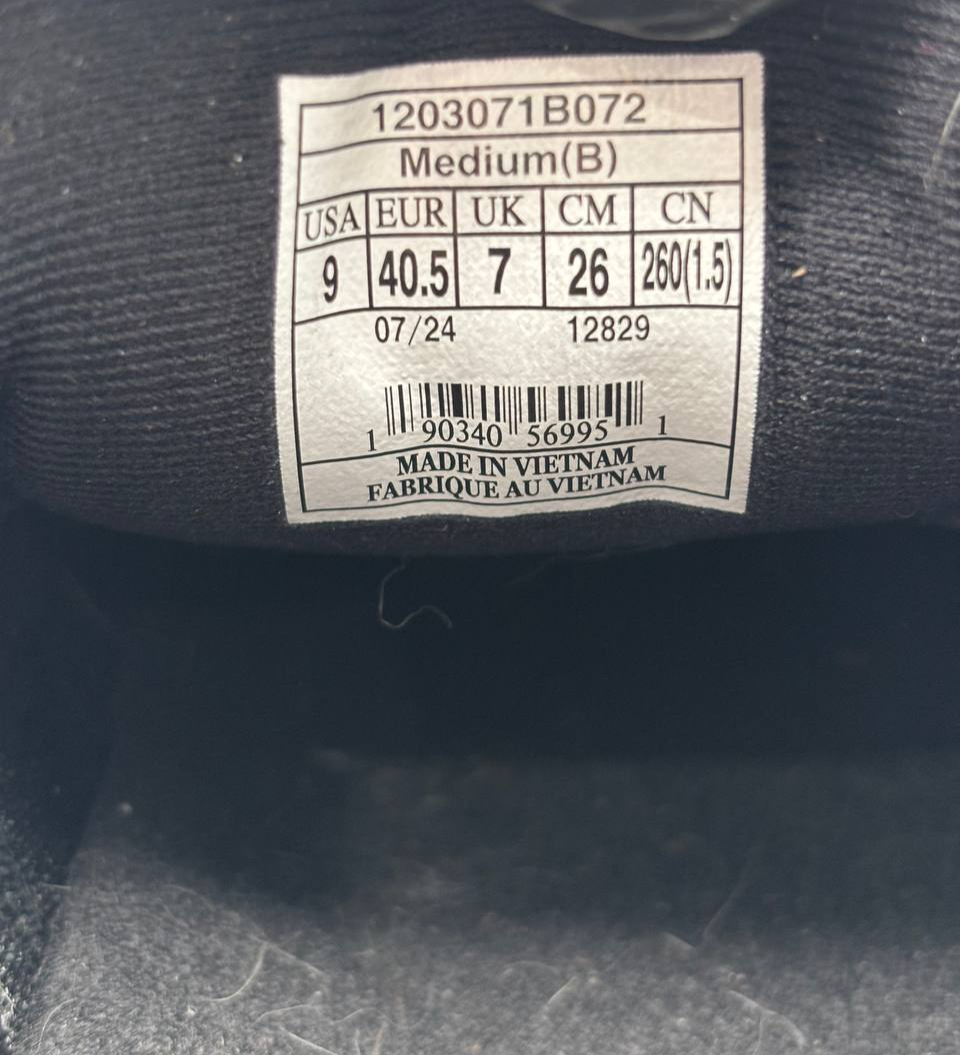 1203071B072
Medium(B)
USA EUR UK CM CN
9 40.5 7 26 260(1.5)
07/24 12829
1 90340 56995 1
MADE IN VIETNAM
FABRIQUE AU VIETNAM